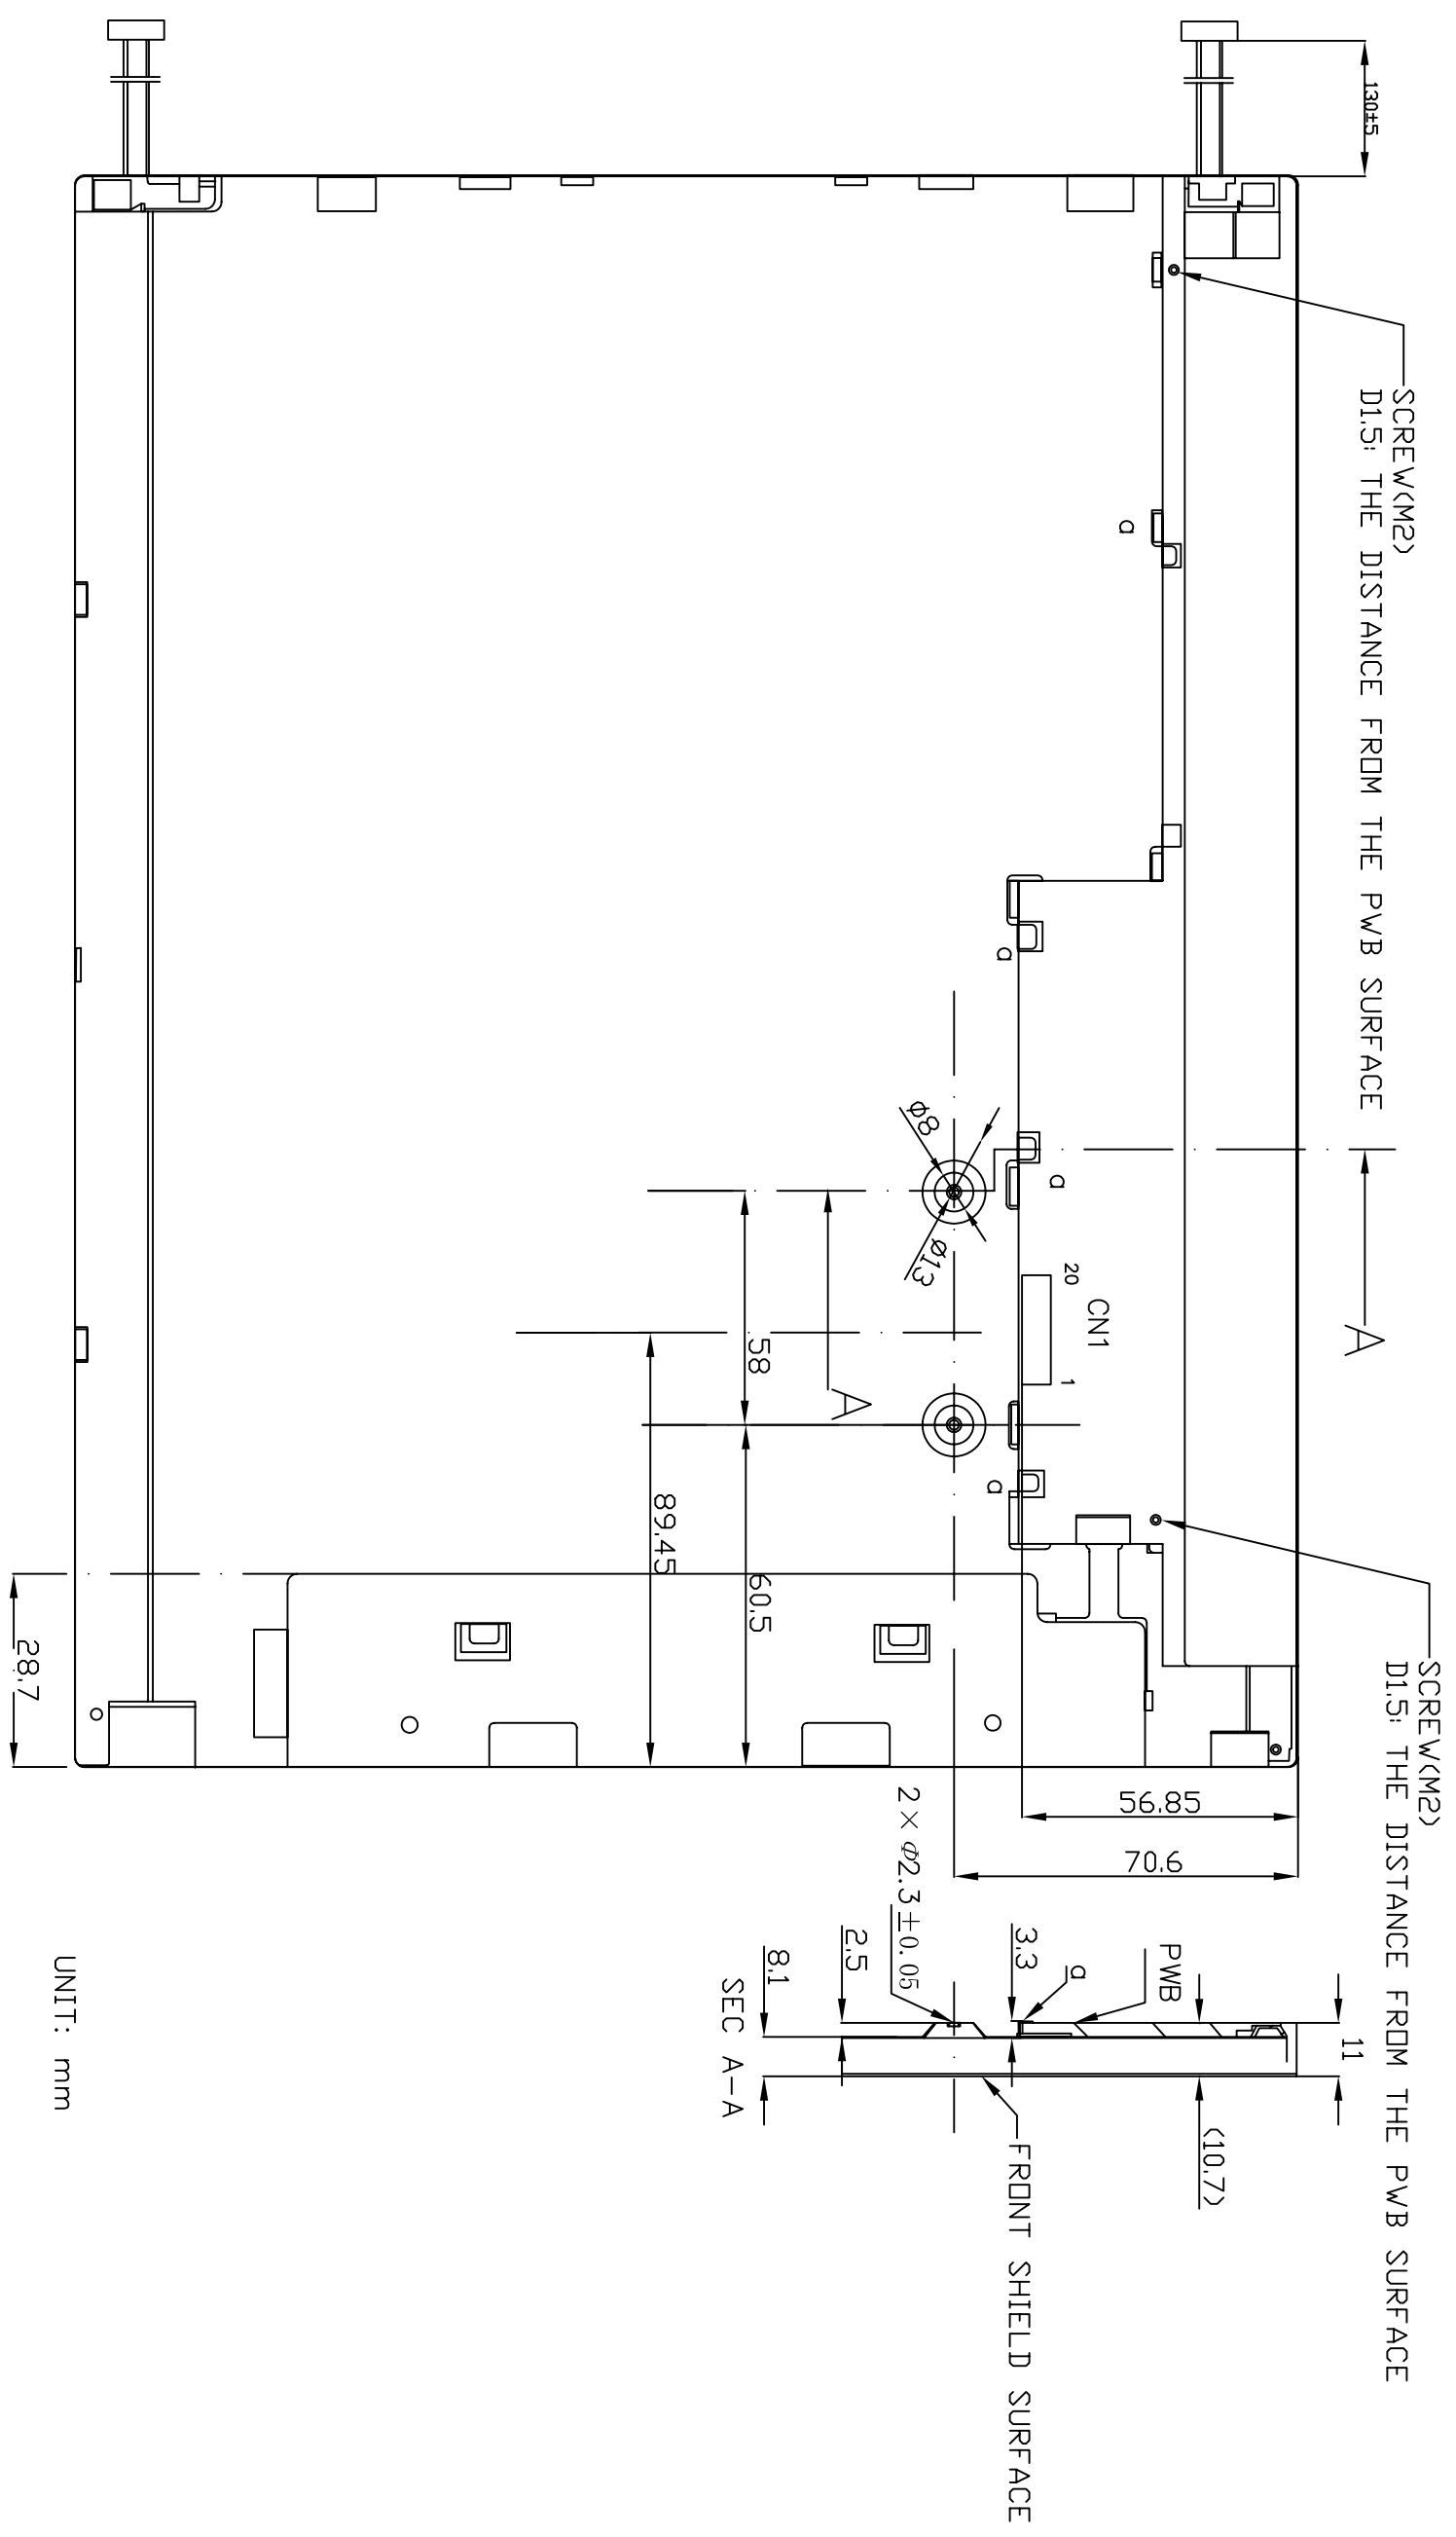 130±5
SCREW(M2)
D1.5: THE DISTANCE FROM THE PWB SURFACE
a
a
A
a
φ8
φ13
20
CN1
1
58
A
a
89.45
60.5
28.7
SCREW(M2)
D1.5: THE DISTANCE FROM THE PWB SURFACE
56.85
70.6
2×Φ2.3±0.05
2.5
8.1
3.3
a
PWB
11
(10.7)
SEC A-A
FRONT SHIELD SURFACE
UNIT: mm